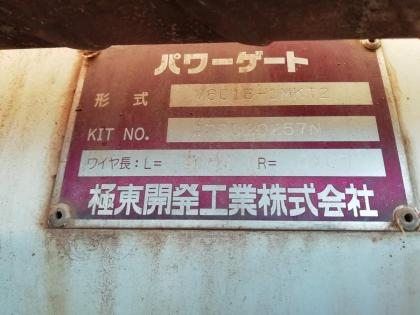 パワーゲート
形式
KIT NO.
ワイヤ長：L= R=
極東開発工業株式会社